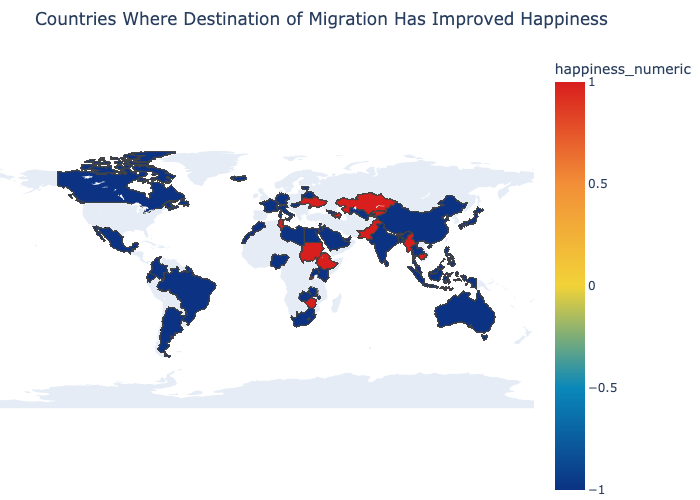 Countries Where Destination of Migration Has Improved Happiness
happiness_numeric
1
0.5
0
−0.5
−1